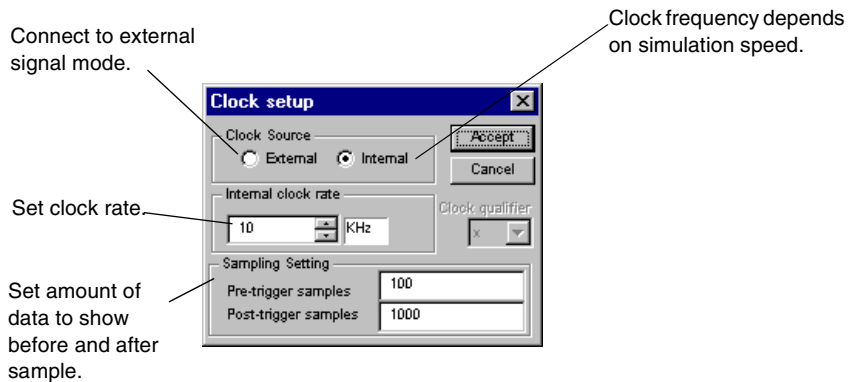 Clock frequency depends
on simulation speed.
Connect to external
signal mode.
Clock setup
Clock Source
External Internal
Accept
Cancel
Set clock rate.
Internal clock rate
10 KHz
Clock qualifier
x
Set amount of
data to show
before and after
sample.
Sampling Setting
Pre-trigger samples 100
Post-trigger samples 1000